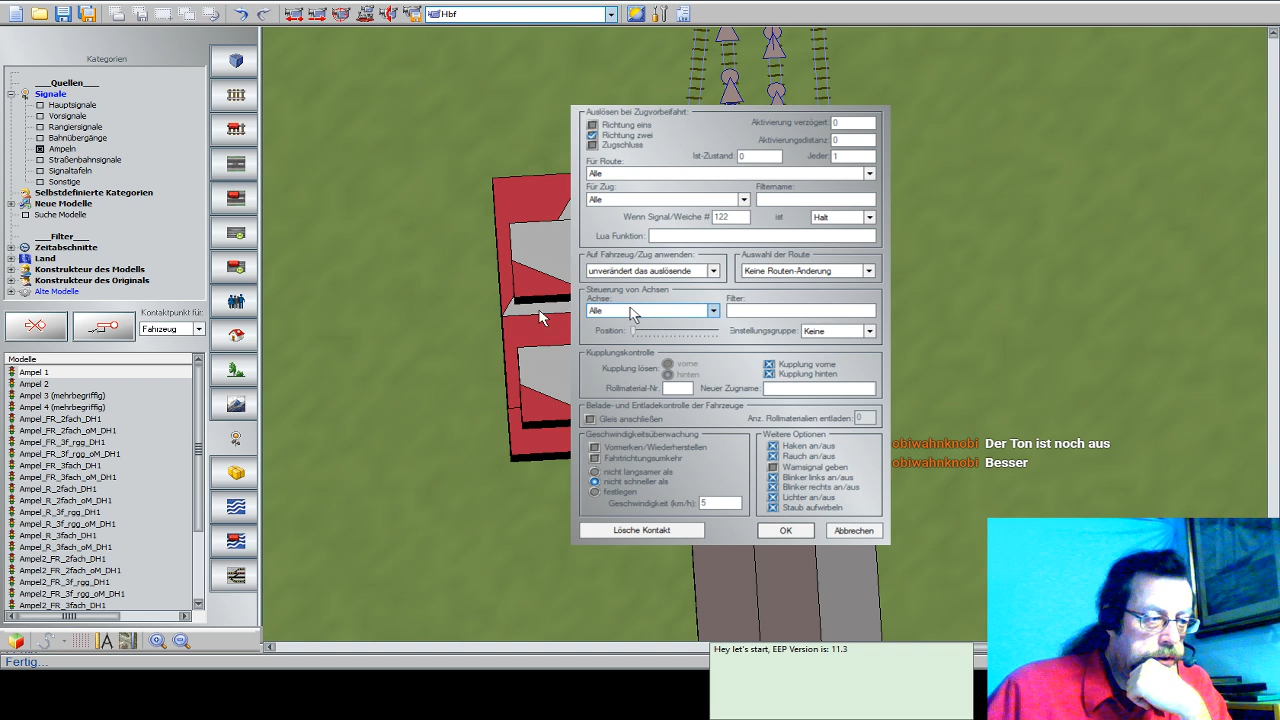 Hbf
Kategorien
___Quellen___
Signale
Hauptsignale
Vorsignale
Rangiersignale
Bahnübergänge
Ampeln
Straßenbahnsignale
Signaltafeln
Sonstige
Selbstdefinierte Kategorien
Neue Modelle
Suche Modelle
___Filter___
Zeitabschnitte
Land
Konstrukteure des Modells
Konstrukteure des Originals
Alte Modelle
Kontaktpunkt für:
Fahrzeug
Modelle
Ampel 1
Ampel 2
Ampel 3 (mehrbegriffig)
Ampel 4 (mehrbegriffig)
Ampel_FR_2fach_DH1
Ampel_FR_2fach_oM_DH1
Ampel_FR_3f_rgg_DH1
Ampel_FR_3f_rgg_oM_DH1
Ampel_FR_3fach_DH1
Ampel_FR_3fach_oM_DH1
Ampel_R_2fach_DH1
Ampel_R_2fach_oM_DH1
Ampel_R_3f_rgg_DH1
Ampel_R_3f_rgg_oM_DH1
Ampel_R_3fach_DH1
Ampel_R_3fach_oM_DH1
Ampel2_FR_2fach_DH1
Ampel2_FR_2fach_oM_DH1
Ampel2_FR_3f_rgg_DH1
Ampel2_FR_3f_rgg_oM_DH1
Ampel2_FR_3fach_DH1
Fertig...
Auslösen bei Zugvorbeifahrt:
Richtung eins
Richtung zwei
Zugschluss
Aktivierung verzögert: 0
Aktivierungsdistanz: 0
Ist-Zustand: 0 Jeder: 1
Für Route:
Alle
Für Zug: Filtername:
Alle
Wenn Signal/Weiche # 122 ist Halt
Lua Funktion:
Auf Fahrzeug/Zug anwenden: Auswahl der Route
unverändert das auslösende Keine Routen-Änderung
Steuerung von Achsen
Achse: Filter:
Alle
Position: Einstellungsgruppe: Keine
Kupplungskontrolle
Kupplung lösen: vorne
hinten
Kupplung vorne
Kupplung hinten
Rollmaterial-Nr. Neuer Zugname:
Belade- und Entladekontrolle der Fahrzeuge
Gleis anschließen Anz. Rollmaterialien entladen: 0
Geschwindigkeitsüberwachung
Vormerken/Wiederherstellen
Fahrtrichtungsumkehr
nicht langsamer als
nicht schneller als
festlegen
Geschwindigkeit (km/h): 5
Weitere Optionen
Haken an/aus
Rauch an/aus
Warnsignal geben
Blinker links an/aus
Blinker rechts an/aus
Lichter an/aus
Staub aufwirbeln
Lösche Kontakt OK Abbrechen
obiwahnknobi Der Ton ist noch aus
obiwahnknobi Besser
Hey let's start, EEP Version is: 11.3